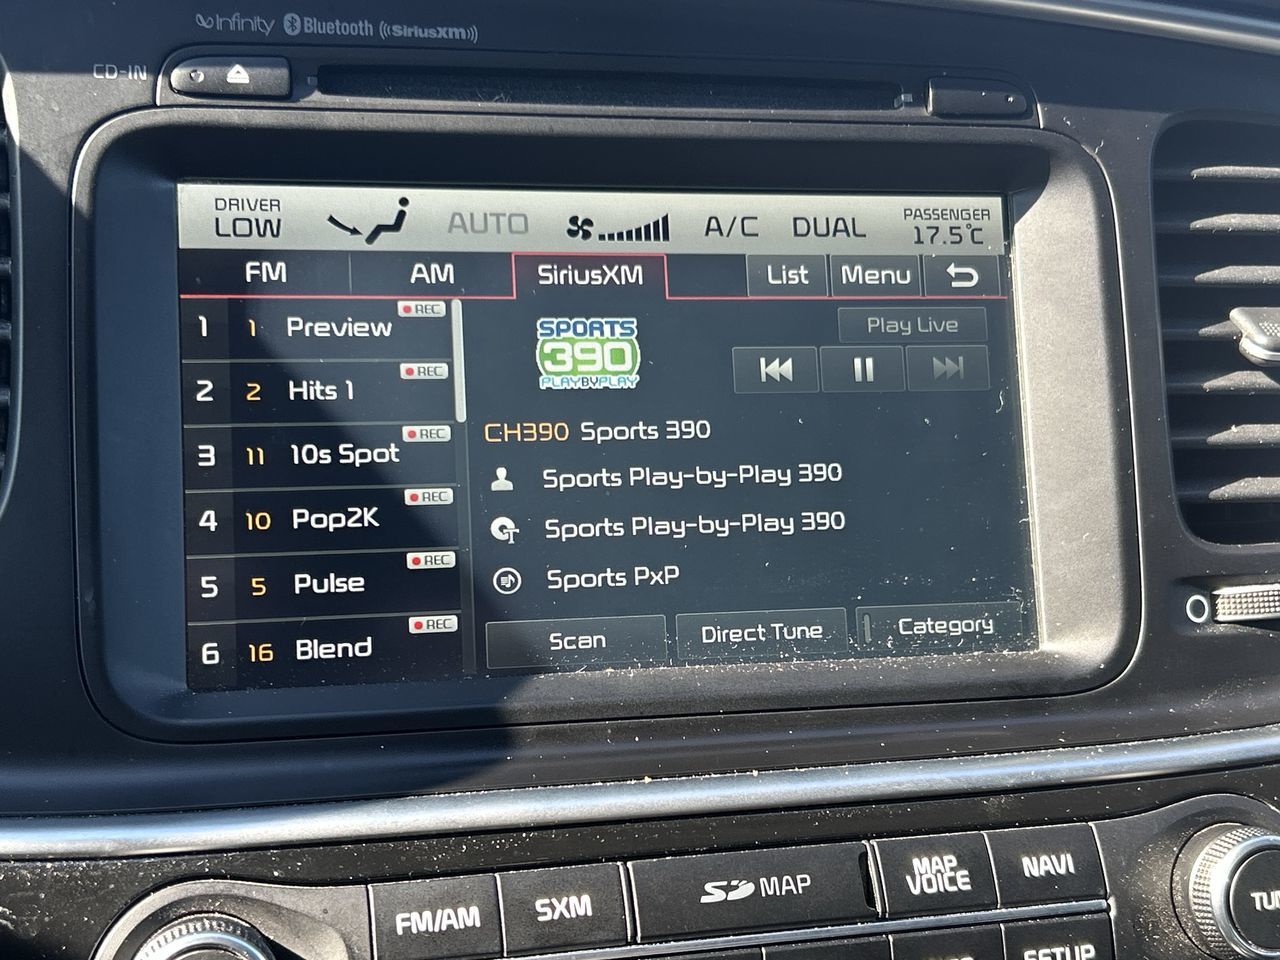 Infinity Bluetooth ((SiriusXM))
CD-IN
DRIVER
LOW
AUTO
A/C
DUAL
PASSENGER
17.5°C
FM
AM
SiriusXM
List
Menu
1 1 Preview REC
2 2 Hits 1 REC
3 11 10s Spot REC
4 10 Pop2K REC
5 5 Pulse REC
6 16 Blend REC
SPORTS
390
PLAYBYPLAY
Play Live
CH390 Sports 390
Sports Play-by-Play 390
Sports Play-by-Play 390
Sports PxP
Scan
Direct Tune
Category
FM/AM
SXM
SD MAP
MAP
VOICE
NAVI
SETUP